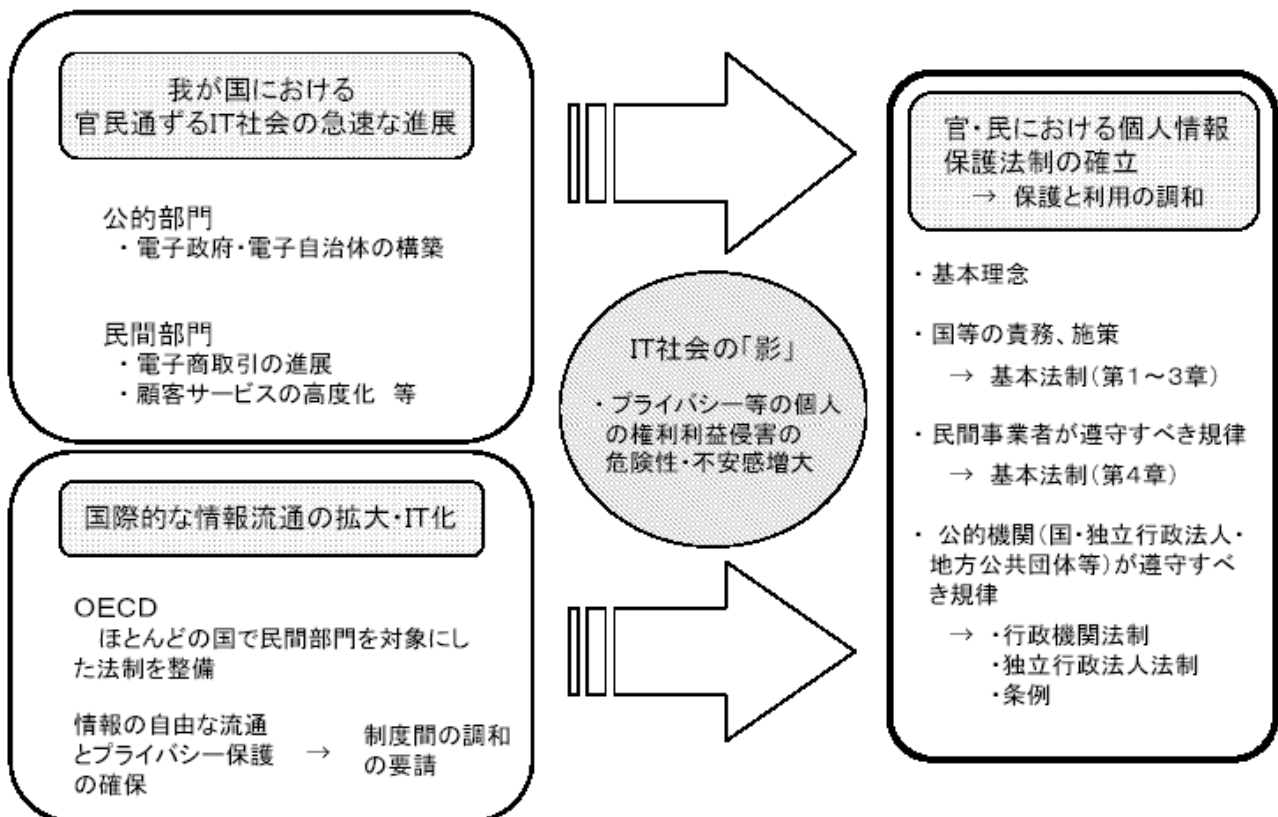 我が国における
官民通ずるIT社会の急速な進展
公的部門
・電子政府・電子自治体の構築
民間部門
・電子商取引の進展
・顧客サービスの高度化 等
国際的な情報流通の拡大・IT化
OECD
ほとんどの国で民間部門を対象にし
た法制を整備
情報の自由な流通
とプライバシー保護
の確保
→
制度間の調和
の要請
IT社会の「影」
・プライバシー等の個人
の権利利益侵害の
危険性・不安感増大
官・民における個人情報
保護法制の確立
→ 保護と利用の調和
・基本理念
・国等の責務、施策
→ 基本法制(第1~3章)
・民間事業者が遵守すべき規律
→ 基本法制(第4章)
・ 公的機関(国・独立行政法人・
地方公共団体等)が遵守すべ
き規律
→ ・行政機関法制
・独立行政法人法制
・条例